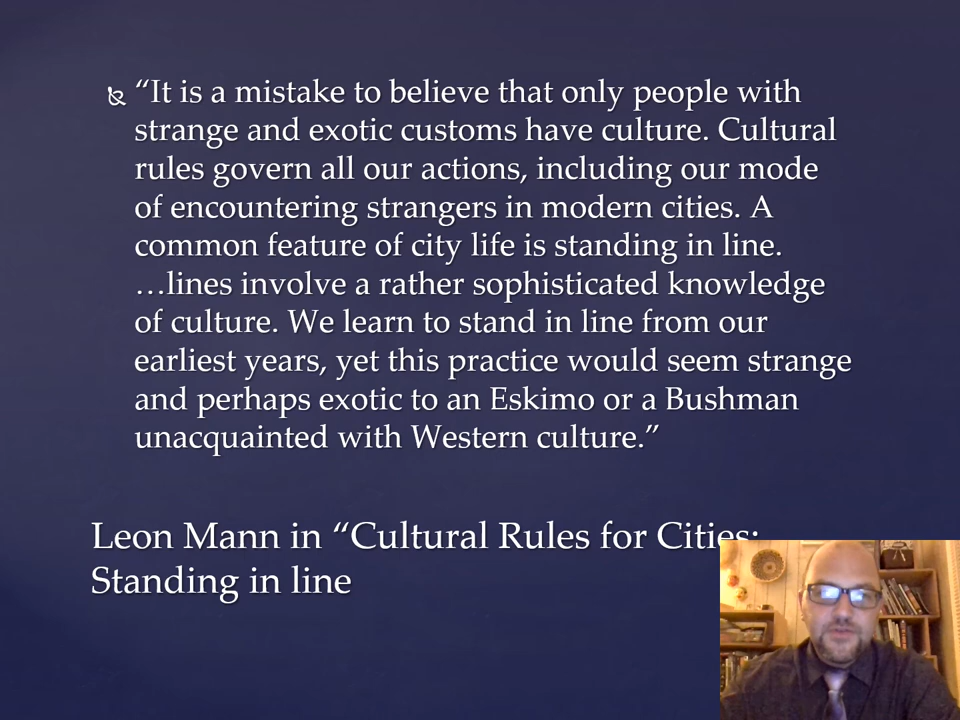 “It is a mistake to believe that only people with
strange and exotic customs have culture. Cultural
rules govern all our actions, including our mode
of encountering strangers in modern cities. A
common feature of city life is standing in line.
…lines involve a rather sophisticated knowledge
of culture. We learn to stand in line from our
earliest years, yet this practice would seem strange
and perhaps exotic to an Eskimo or a Bushman
unacquainted with Western culture.”
Leon Mann in “Cultural Rules for Cities:
Standing in line